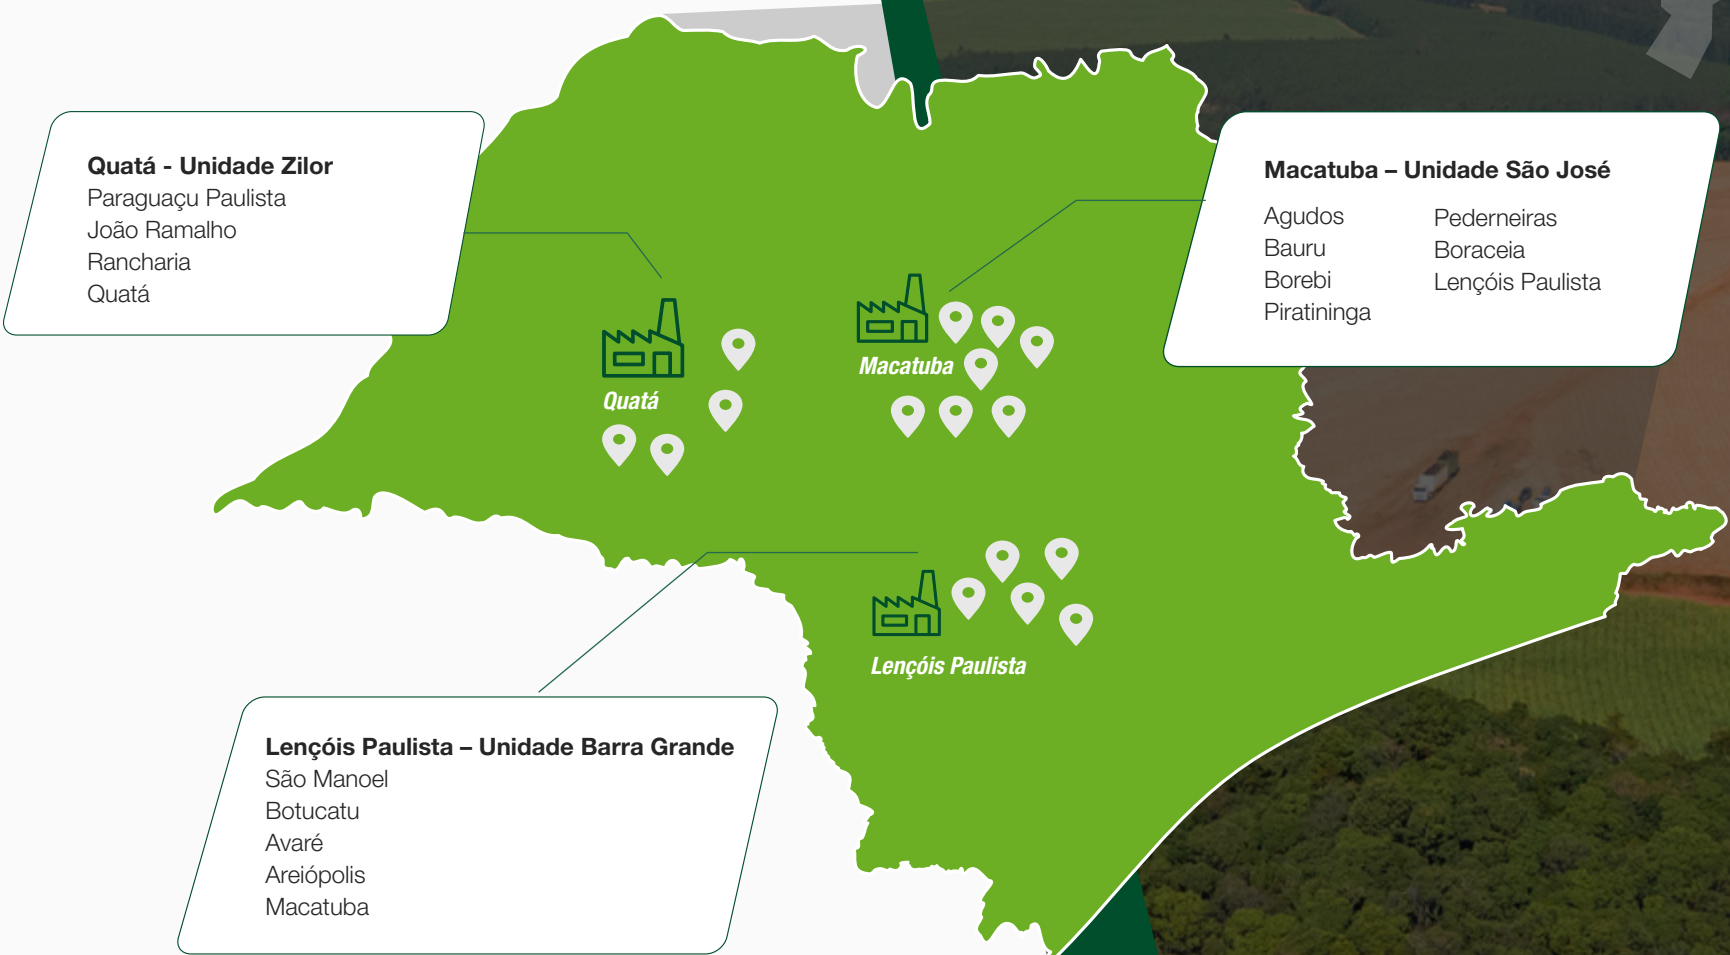 Quatá - Unidade Zilor
Paraguaçu Paulista
João Ramalho
Rancharia
Quatá
Macatuba – Unidade São José
Agudos
Bauru
Borebi
Piratininga
Pederneiras
Boraceia
Lençóis Paulista
Quatá
Macatuba
Lençóis Paulista
Lençóis Paulista – Unidade Barra Grande
São Manoel
Botucatu
Avaré
Areiópolis
Macatuba